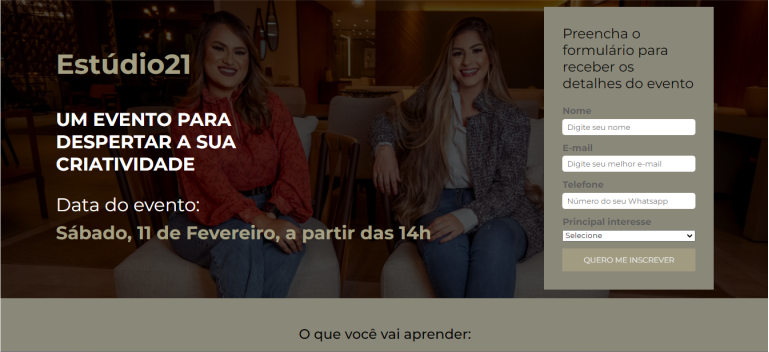 Estúdio21
UM EVENTO PARA
DESPERTAR A SUA
CRIATIVIDADE
Data do evento:
Sábado, 11 de Fevereiro, a partir das 14h
Preencha o
formulário para
receber os
detalhes do evento
Nome
Digite seu nome
E-mail
Digite seu melhor e-mail
Telefone
Número do seu Whatsapp
Principal interesse
Selecione
QUERO ME INSCREVER
O que você vai aprender: